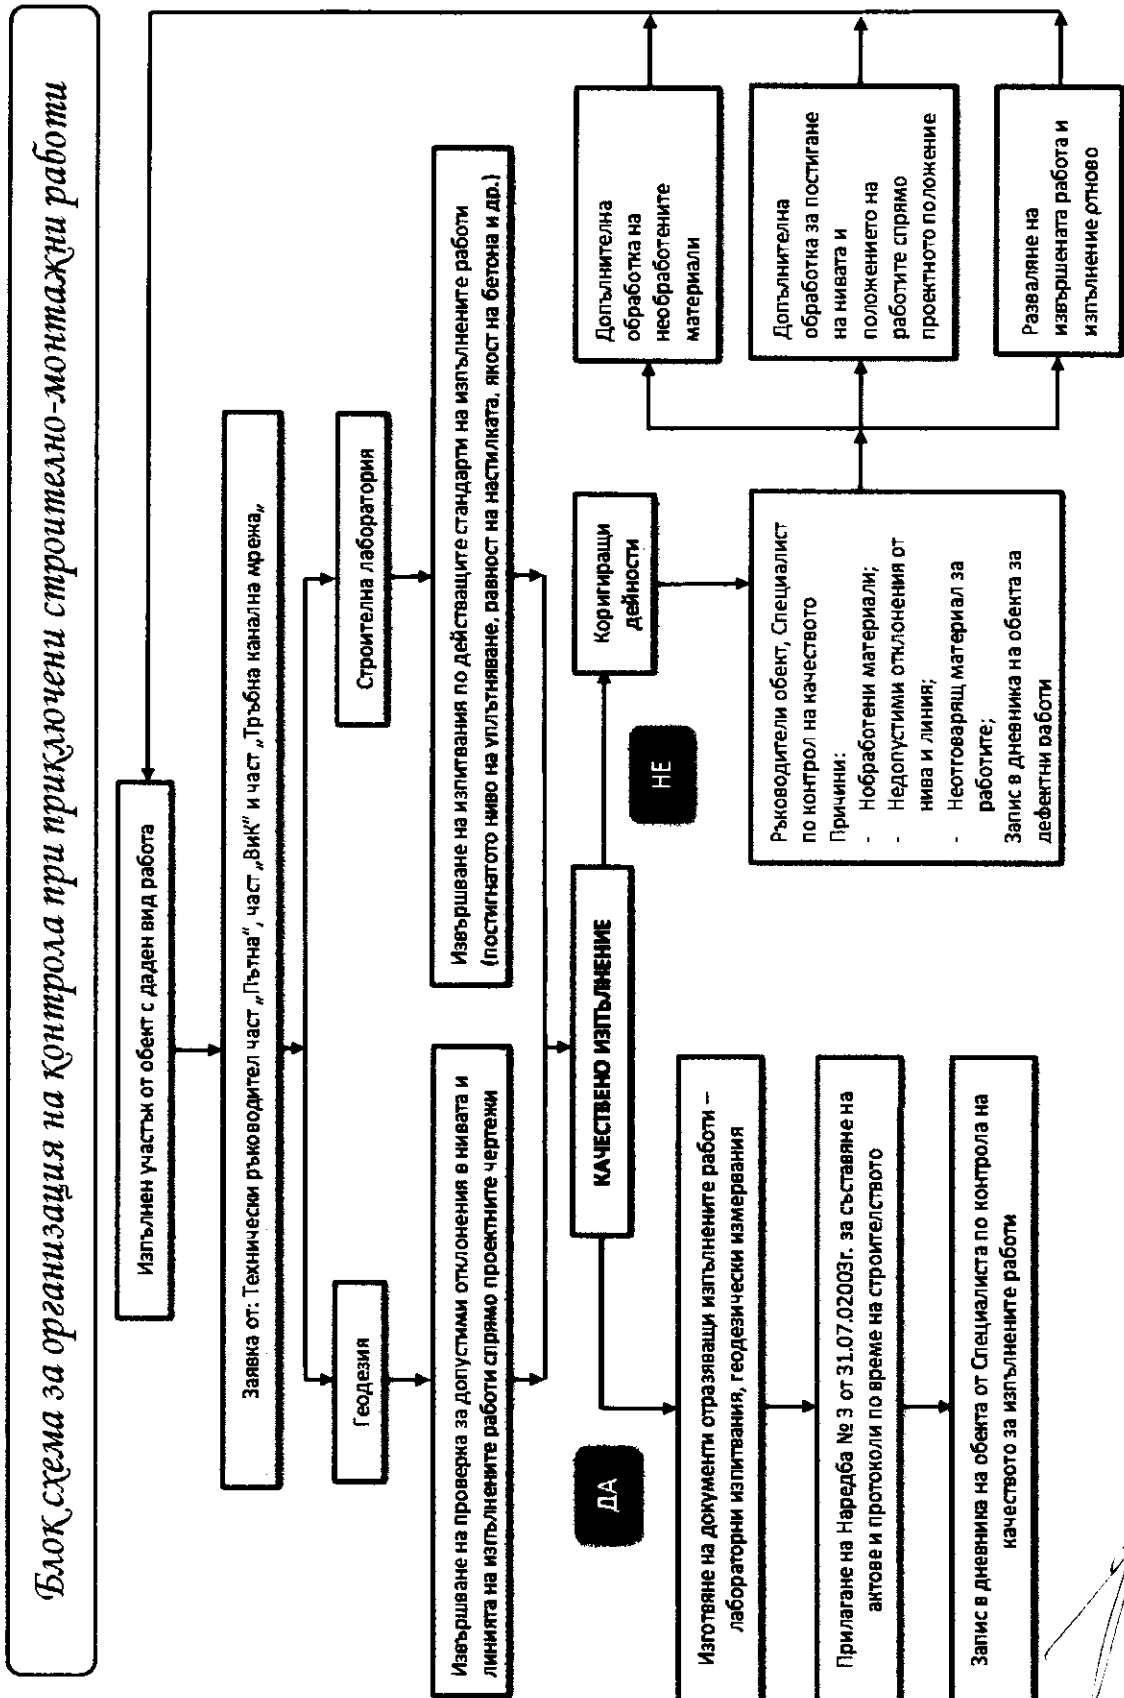 Блок схема за организация на контрола при приключени строително-монтажни работи
Изпълнен участък от обект с даден вид работа
Заявка от: Технически ръководител част „Пътна“, част „ВиК“ и част „Тръбна канална мрежа„
Геодезия
Строителна лаборатория
Извършване на проверка за допустими отклонения в нивата и
линията на изпълнените работи спрямо проектните чертежи
Извършване на изпитвания по действащите стандарти на изпълнените работи
(постигнатото ниво на уплътняване, равност на настилката, якост на бетона и др.)
КАЧЕСТВЕНО ИЗПЪЛНЕНИЕ
ДА
НЕ
Изготвяне на документи отразяващи изпълнените работи –
лабораторни изпитвания, геодезически измервания
Прилагане на Наредба № 3 от 31.07.02003г. за съставяне на
актове и протоколи по време на строителството
Запис в дневника на обекта от Специалиста по контрола на
качеството за изпълнените работи
Коригиращи
дейности
Ръководители обект, Специалист
по контрол на качеството
Причини:
- Нобработени материали;
- Недопустими отклонения от
нива и линия;
- Неотговарящ материал за
работите;
Запис в дневника на обекта за
дефектни работи
Допълнителна
обработка на
необработените
материали
Допълнителна
обработка за постигане
на нивата и
положението на
работите спрямо
проектното положение
Разваляне на
извършената работа и
изпълнение отново